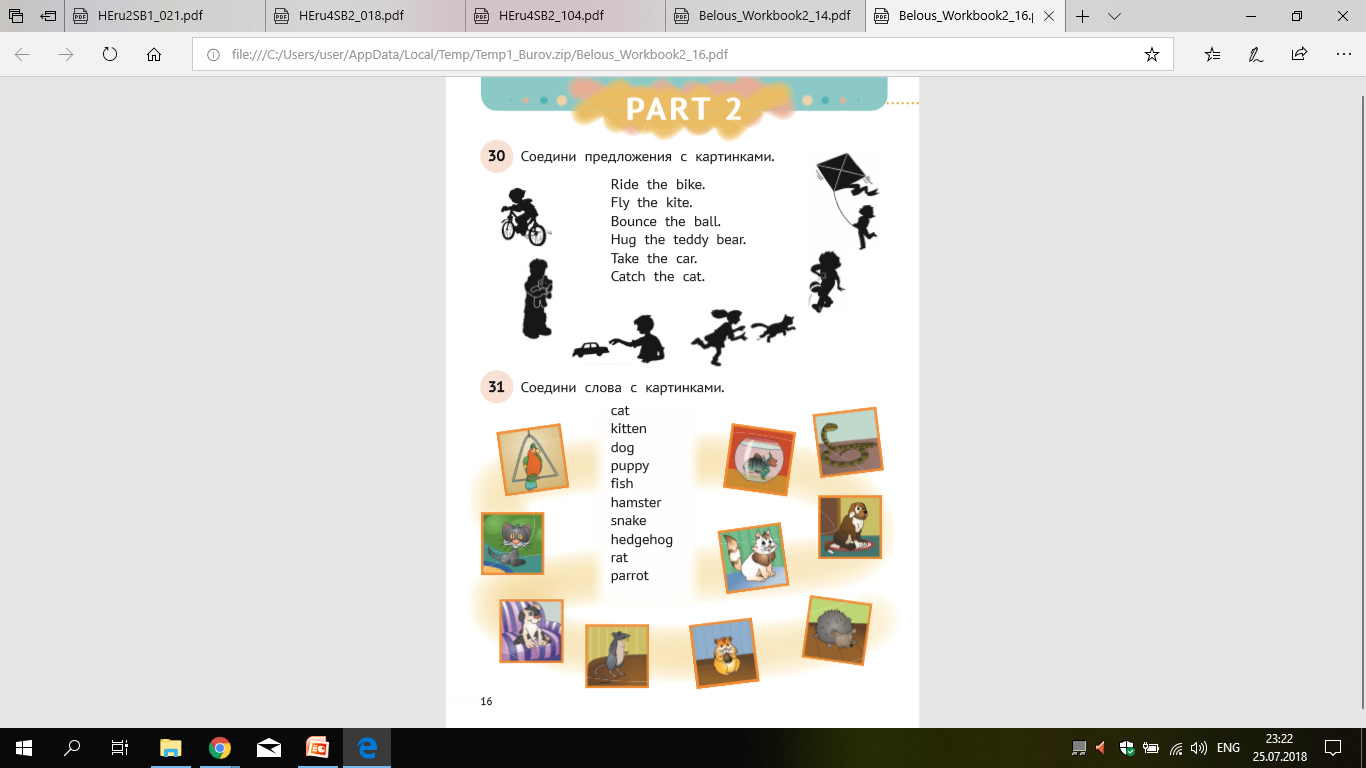 HEru2SB1_021.pdf
HEru4SB2_018.pdf
HEru4SB2_104.pdf
Belous_Workbook2_14.pdf
Belous_Workbook2_16.p
file:///C:/Users/user/AppData/Local/Temp/Temp1_Burov.zip/Belous_Workbook2_16.pdf
PART 2
30 Соедини предложения с картинками.
Ride the bike.
Fly the kite.
Bounce the ball.
Hug the teddy bear.
Take the car.
Catch the cat.
31 Соедини слова с картинками.
cat
kitten
dog
puppy
fish
hamster
snake
hedgehog
rat
parrot
16
ENG
23:22
25.07.2018